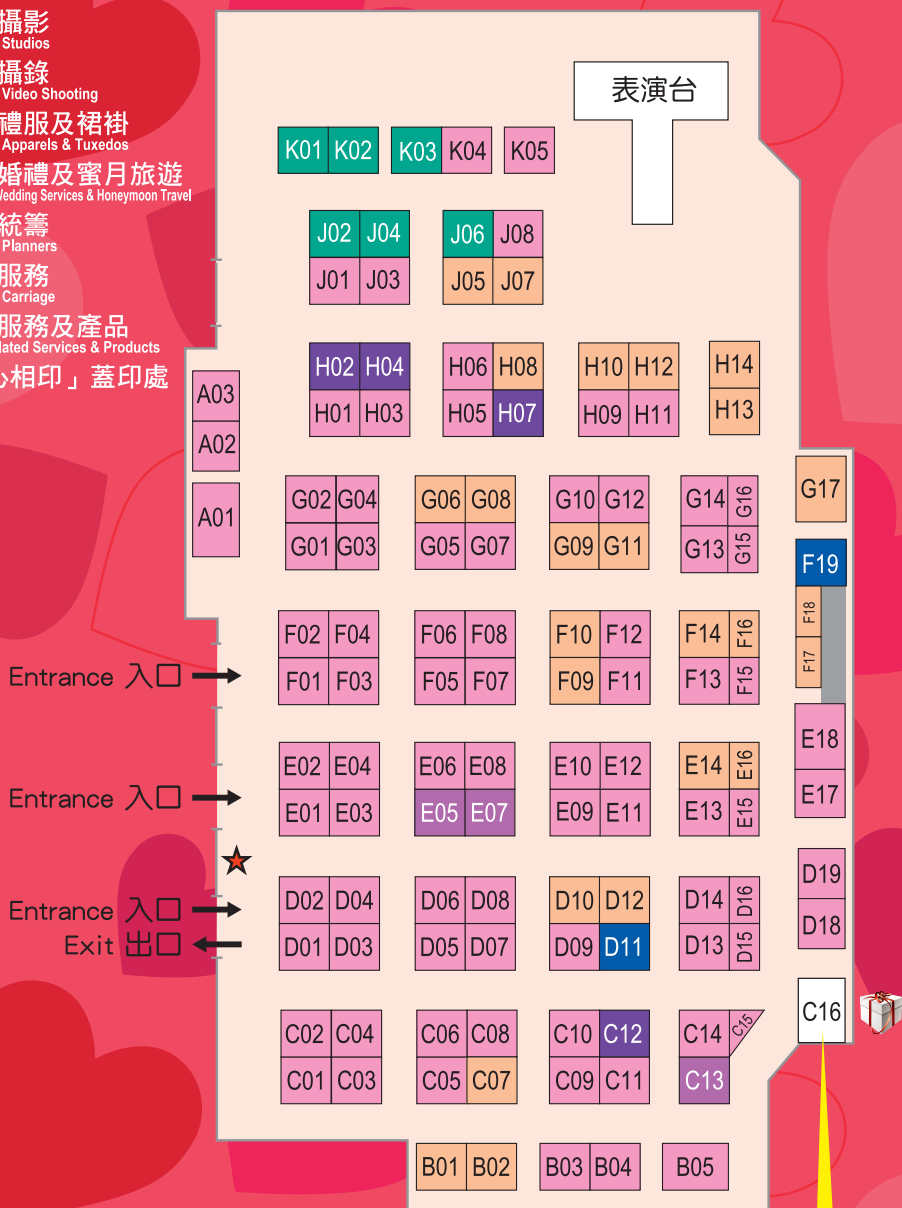 攝影
Studios
攝錄
Video Shooting
禮服及裙褂
Apparels & Tuxedos
婚禮及蜜月旅遊
Wedding Services & Honeymoon Travel
統籌
Planners
服務
Carriage
服務及產品
lated Services & Products
心相印」蓋印處
表演台
K01 K02 K03 K04 K05
J02 J04 J06 J08
J01 J03 J05 J07
H02 H04 H06 H08 H10 H12 H14
H01 H03 H05 H07 H09 H11 H13
A03
A02
A01
G02 G04 G06 G08 G10 G12 G14 G16
G01 G03 G05 G07 G09 G11 G13 G15
G17
F19
F18
F17
F02 F04 F06 F08 F10 F12 F14 F16
F01 F03 F05 F07 F09 F11 F13 F15
Entrance 入口
E18
E17
E02 E04 E06 E08 E10 E12 E14 E16
E01 E03 E05 E07 E09 E11 E13 E15
Entrance 入口
D19
D18
D02 D04 D06 D08 D10 D12 D14 D16
Entrance 入口
D01 D03 D05 D07 D09 D11 D13 D15
Exit 出口
C16
C02 C04 C06 C08 C10 C12 C14 C15
C01 C03 C05 C07 C09 C11 C13
B01 B02 B03 B04 B05